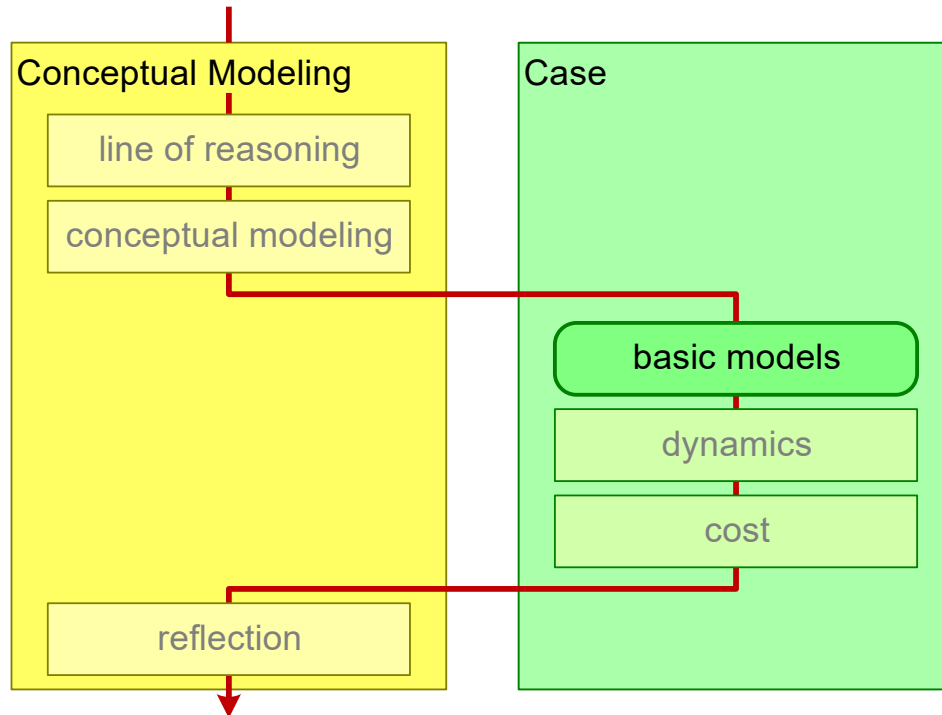 Conceptual Modeling
line of reasoning
conceptual modeling
Case
basic models
dynamics
cost
reflection